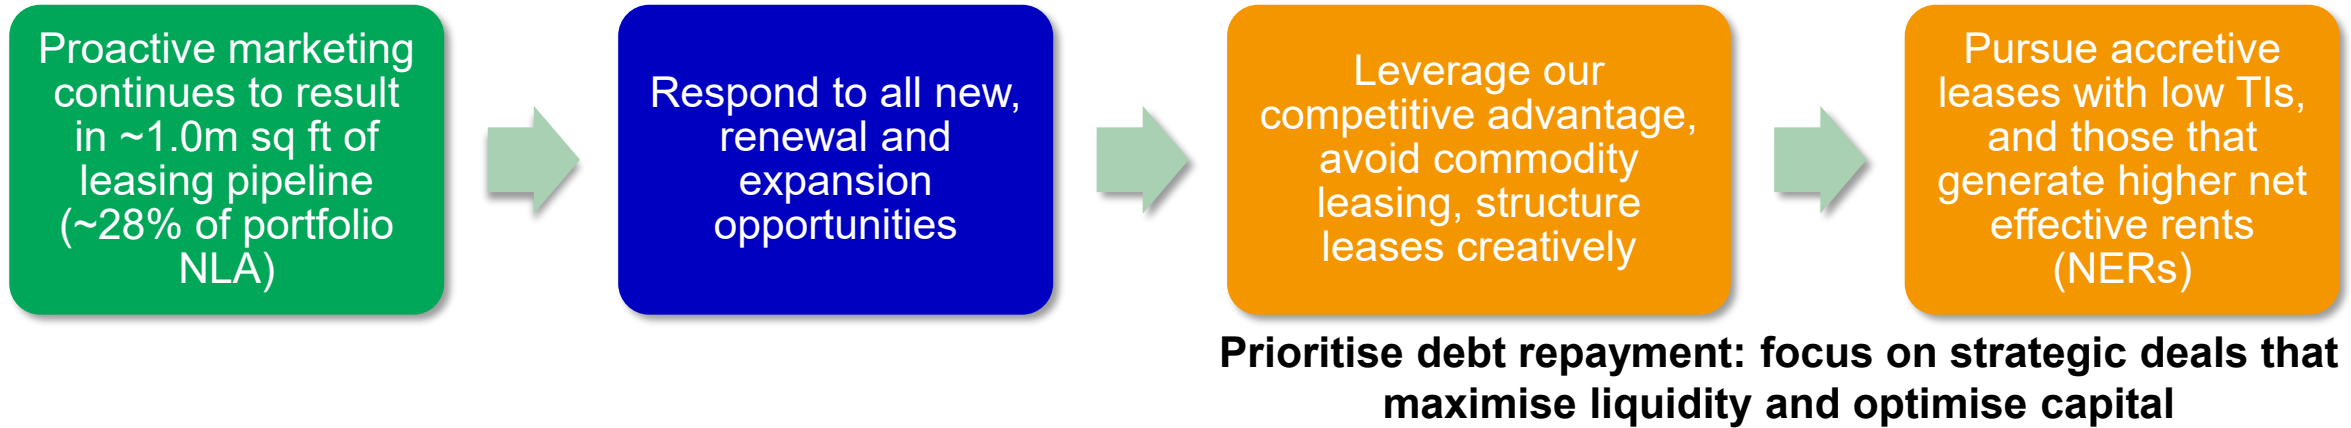 Proactive marketing
continues to result
in ~1.0m sq ft of
leasing pipeline
(~28% of portfolio
NLA)
Respond to all new,
renewal and
expansion
opportunities
Leverage our
competitive advantage,
avoid commodity
leasing, structure
leases creatively
Pursue accretive
leases with low TIs,
and those that
generate higher net
effective rents
(NERs)
Prioritise debt repayment: focus on strategic deals that
maximise liquidity and optimise capital